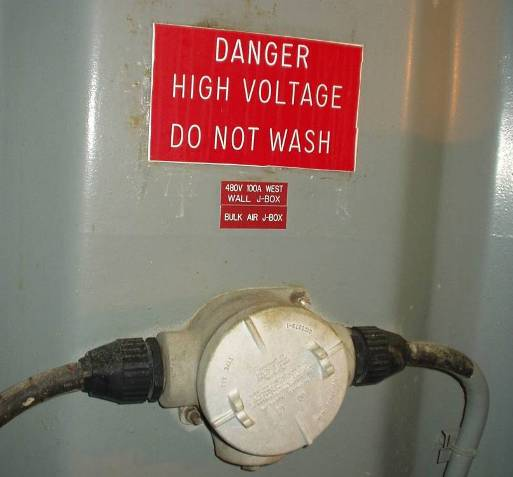 DANGER
HIGH VOLTAGE
DO NOT WASH
480V 100A WEST
WALL J-BOX
BULK AIR J-BOX